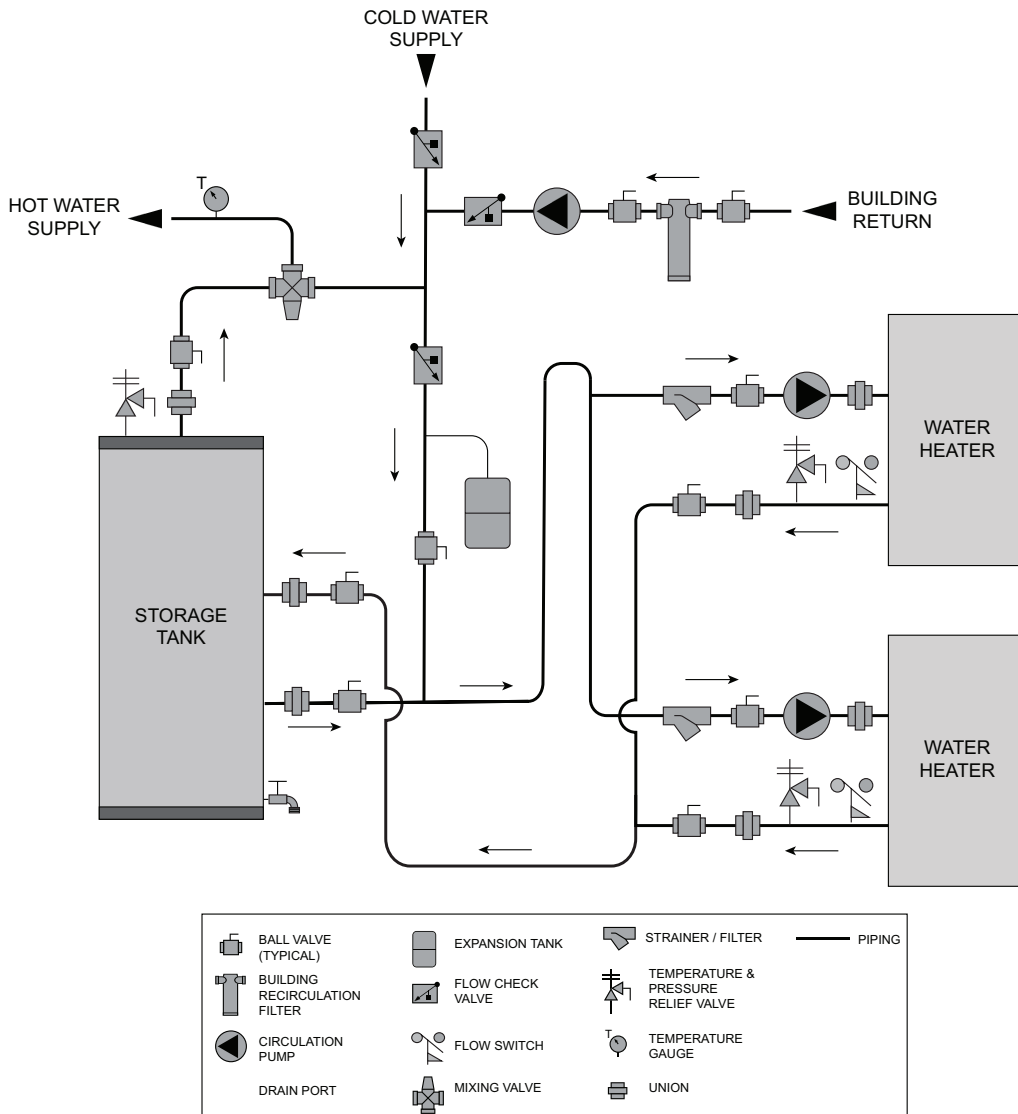 COLD WATER
SUPPLY
T
HOT WATER
SUPPLY
BUILDING
RETURN
WATER
HEATER
STORAGE
TANK
WATER
HEATER
BALL VALVE
(TYPICAL)
EXPANSION TANK
STRAINER / FILTER
PIPING
BUILDING
RECIRCULATION
FILTER
FLOW CHECK
VALVE
TEMPERATURE &
PRESSURE
RELIEF VALVE
CIRCULATION
PUMP
FLOW SWITCH
T
TEMPERATURE
GAUGE
DRAIN PORT
MIXING VALVE
UNION